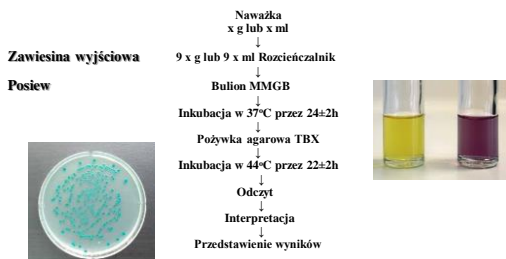 Naważka
x g lub x ml
↓
Zawiesina wyjściowa
9 x g lub 9 x ml Rozcieńczalnik
↓
Posiew
Bulion MMGB
↓
Inkubacja w 37°C przez 24±2h
↓
Pożywka agarowa TBX
↓
Inkubacja w 44°C przez 22±2h
↓
Odczyt
↓
Interpretacja
↓
Przedstawienie wyników